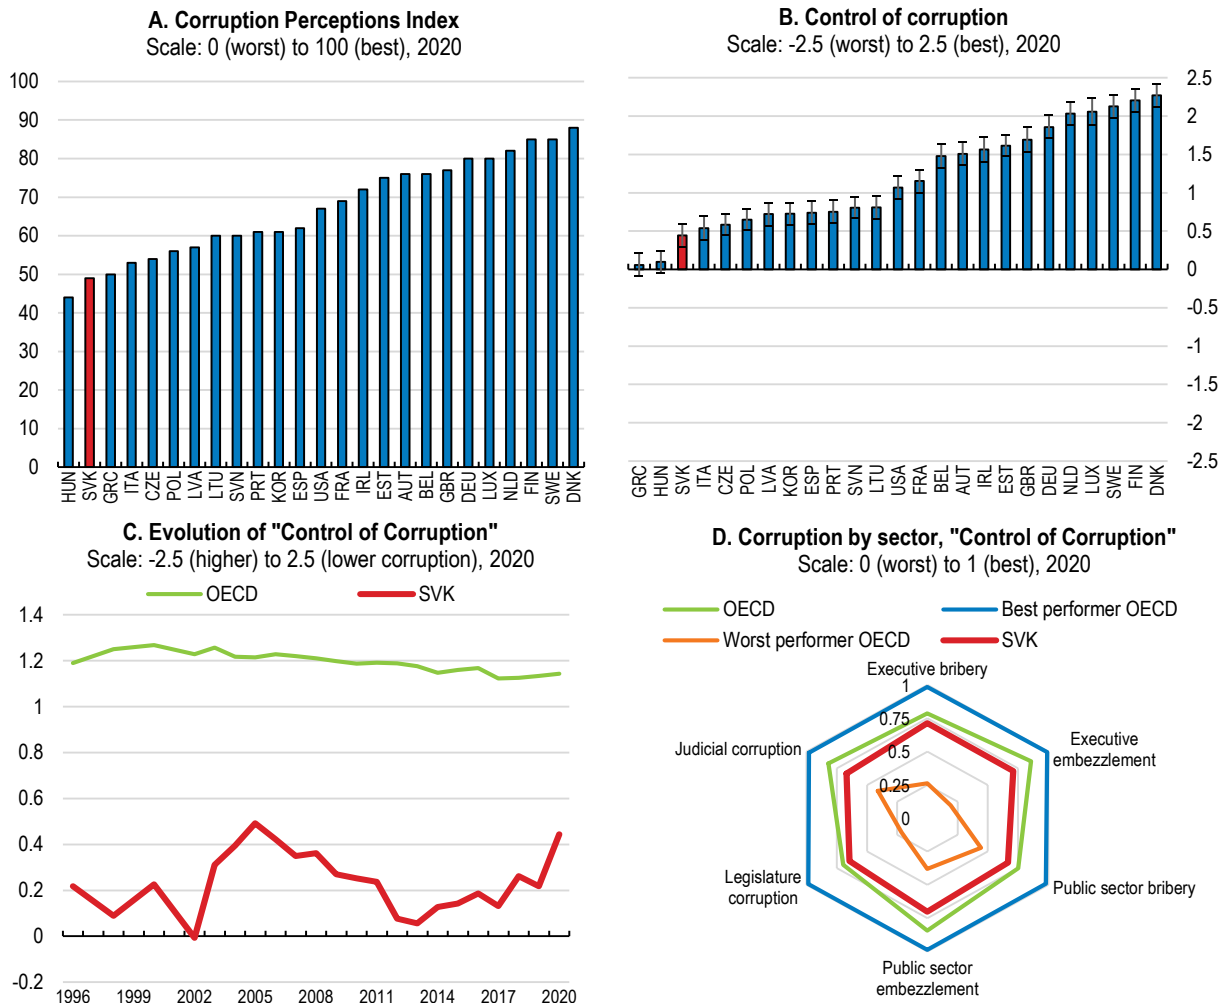 A. Corruption Perceptions Index
Scale: 0 (worst) to 100 (best), 2020
100
90
80
70
60
50
40
30
20
10
0
HUN SVK GRC ITA CZE POL LVA LTU SVN PRT KOR ESP USA FRA IRL EST AUT BEL GBR DEU LUX NLD FIN SWE DNK
B. Control of corruption
Scale: -2.5 (worst) to 2.5 (best), 2020
2.5
2
1.5
1
0.5
0
-0.5
-1
-1.5
-2
-2.5
GRC HUN SVK ITA CZE POL LVA KOR ESP PRT SVN LTU USA FRA BEL AUT IRL EST GBR DEU NLD LUX SWE FIN DNK
C. Evolution of "Control of Corruption"
Scale: -2.5 (higher) to 2.5 (lower corruption), 2020
OECD SVK
1.4
1.2
1
0.8
0.6
0.4
0.2
0
-0.2
1996 1999 2002 2005 2008 2011 2014 2017 2020
D. Corruption by sector, "Control of Corruption"
Scale: 0 (worst) to 1 (best), 2020
OECD Best performer OECD
Worst performer OECD SVK
Executive bribery
1
0.75
0.5
0.25
0
Executive
embezzlement
Public sector bribery
Public sector
embezzlement
Legislature
corruption
Judicial corruption